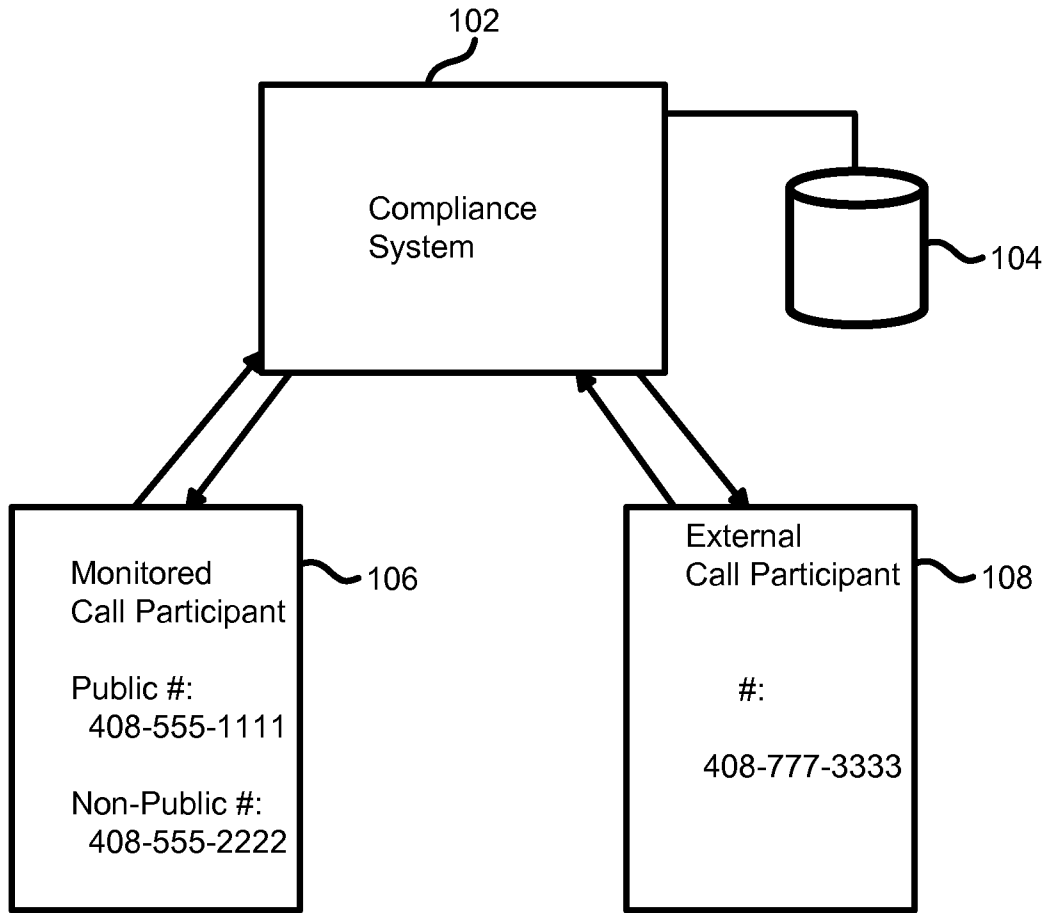 102
Compliance
System
104
Monitored
Call Participant
Public #:
408-555-1111
Non-Public #:
408-555-2222
106
External
Call Participant
#:
408-777-3333
108